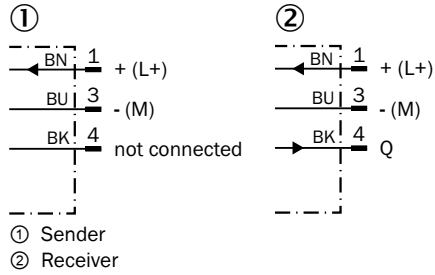 ① ②
BN 1 + (L+) BN 1 + (L+)
BU 3 - (M) BU 3 - (M)
BK 4 not connected BK 4 Q
① Sender
② Receiver